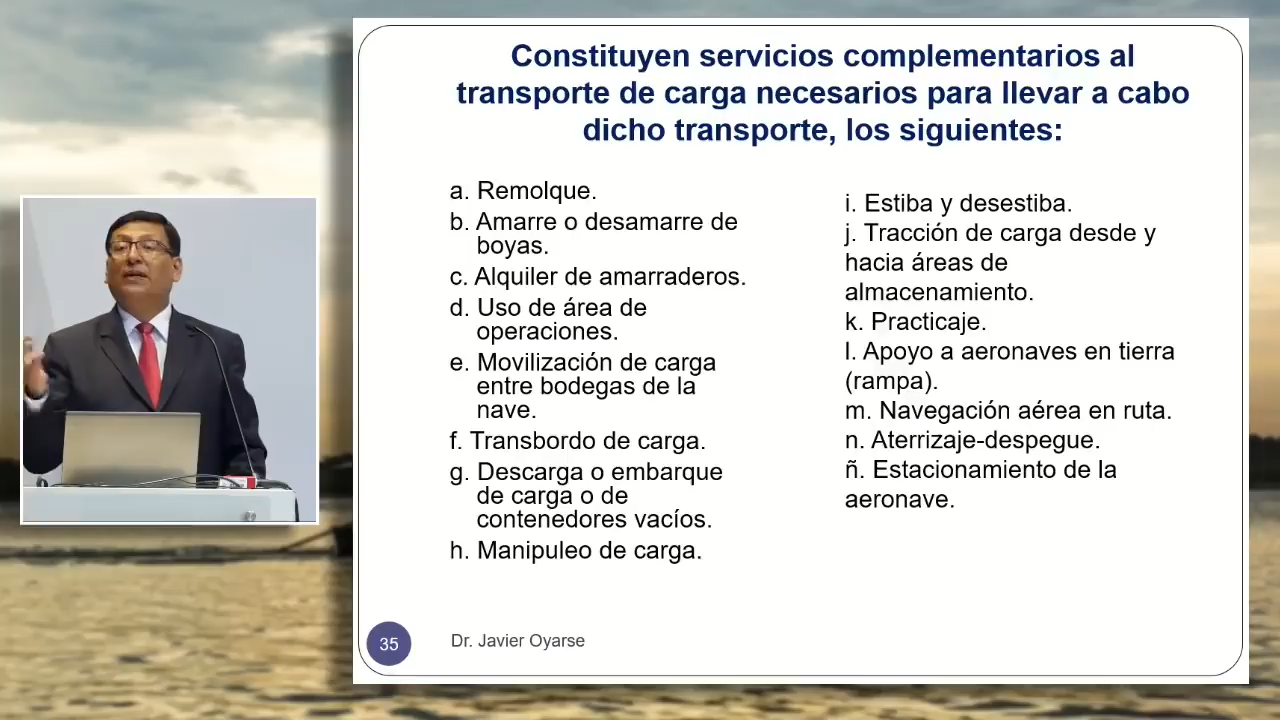 Constituyen servicios complementarios al
transporte de carga necesarios para llevar a cabo
dicho transporte, los siguientes:
a. Remolque.
b. Amarre o desamarre de
boyas.
c. Alquiler de amarraderos.
d. Uso de área de
operaciones.
e. Movilización de carga
entre bodegas de la
nave.
f. Transbordo de carga.
g. Descarga o embarque
de carga o de
contenedores vacíos.
h. Manipuleo de carga.
i. Estiba y desestiba.
j. Tracción de carga desde y
hacia áreas de
almacenamiento.
k. Practicaje.
l. Apoyo a aeronaves en tierra
(rampa).
m. Navegación aérea en ruta.
n. Aterrizaje-despegue.
ñ. Estacionamiento de la
aeronave.
35
Dr. Javier Oyarse